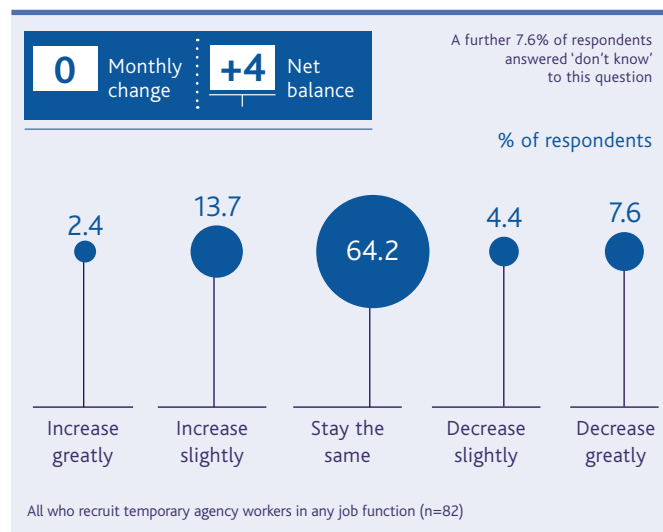 0 Monthly change
+4 Net balance
A further 7.6% of respondents
answered ‘don’t know’
to this question
% of respondents
2.4
13.7
64.2
4.4
7.6
Increase
greatly
Increase
slightly
Stay the
same
Decrease
slightly
Decrease
greatly
All who recruit temporary agency workers in any job function (n=82)